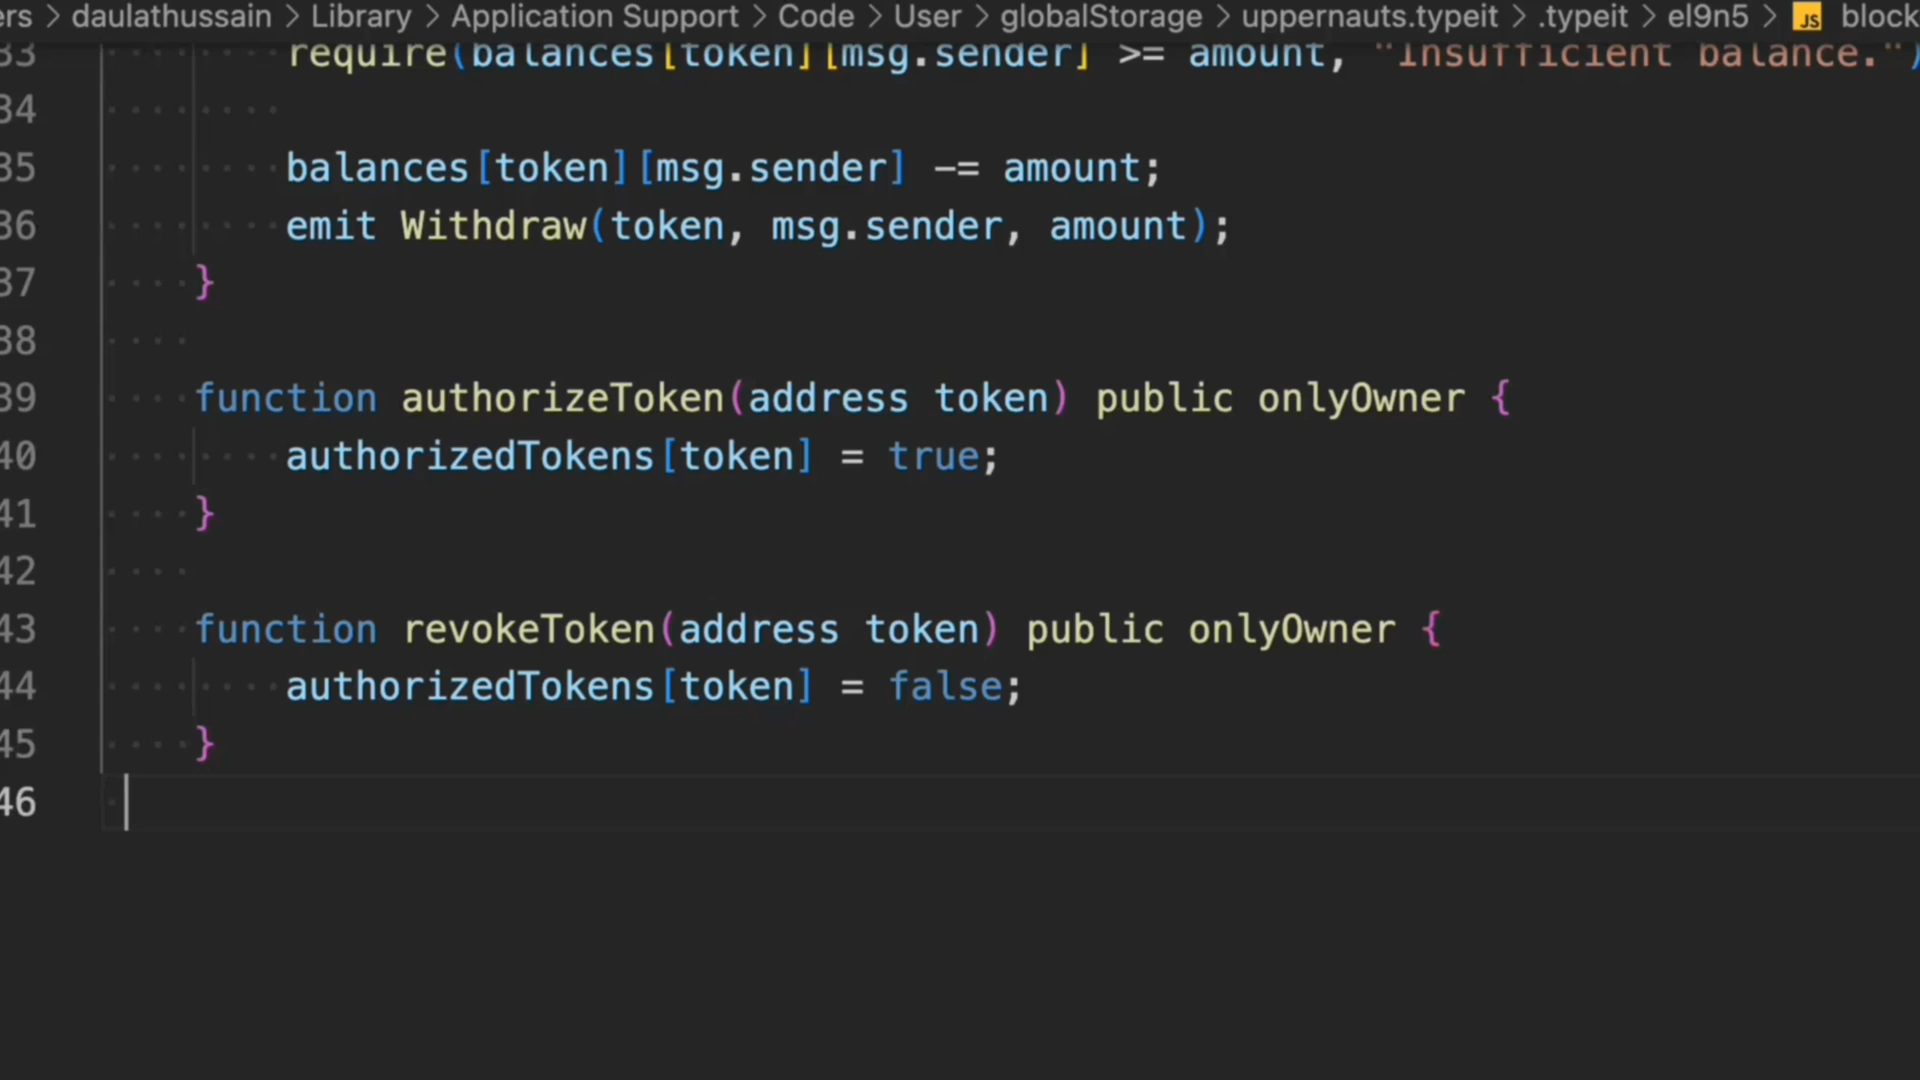 ers > daulathussain > Library > Application Support > Code > User > globalStorage > uppernauts.typeit > .typeit > el9n5 > JS block
33 require(balances[token][msg.sender] >= amount, "Insufficient balance.")
34
35 balances[token][msg.sender] -= amount;
36 emit Withdraw(token, msg.sender, amount);
37 }
38
39 function authorizeToken(address token) public onlyOwner {
40 authorizedTokens[token] = true;
41 }
42
43 function revokeToken(address token) public onlyOwner {
44 authorizedTokens[token] = false;
45 }
46